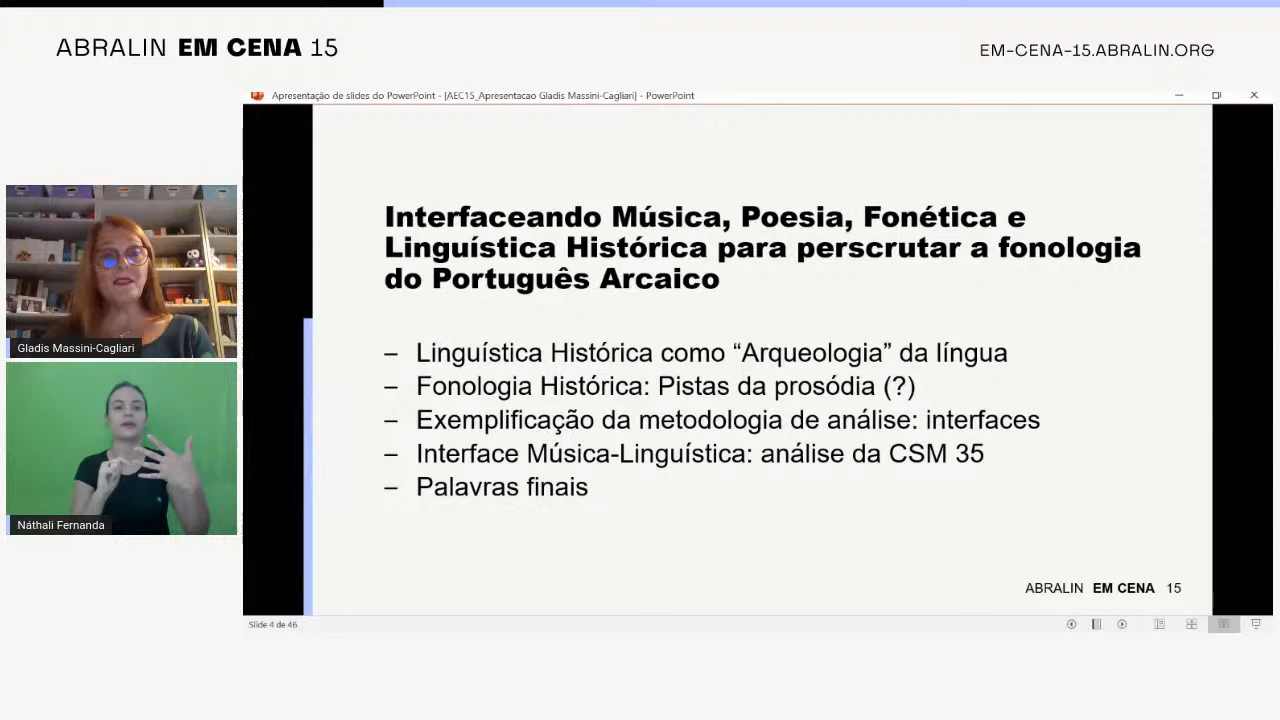 ABRALIN EM CENA 15
EM-CENA-15.ABRALIN.ORG
Apresentação de slides do PowerPoint - [AEC15_Apresentacao Gladis Massini-Cagliari] - PowerPoint
Interfaceando Música, Poesia, Fonética e
Linguística Histórica para perscrutar a fonologia
do Português Arcaico
– Linguística Histórica como “Arqueologia” da língua
– Fonologia Histórica: Pistas da prosódia (?)
– Exemplificação da metodologia de análise: interfaces
– Interface Música-Linguística: análise da CSM 35
– Palavras finais
ABRALIN EM CENA 15
Slide 4 de 46
Gladis Massini-Cagliari
Náthali Fernanda